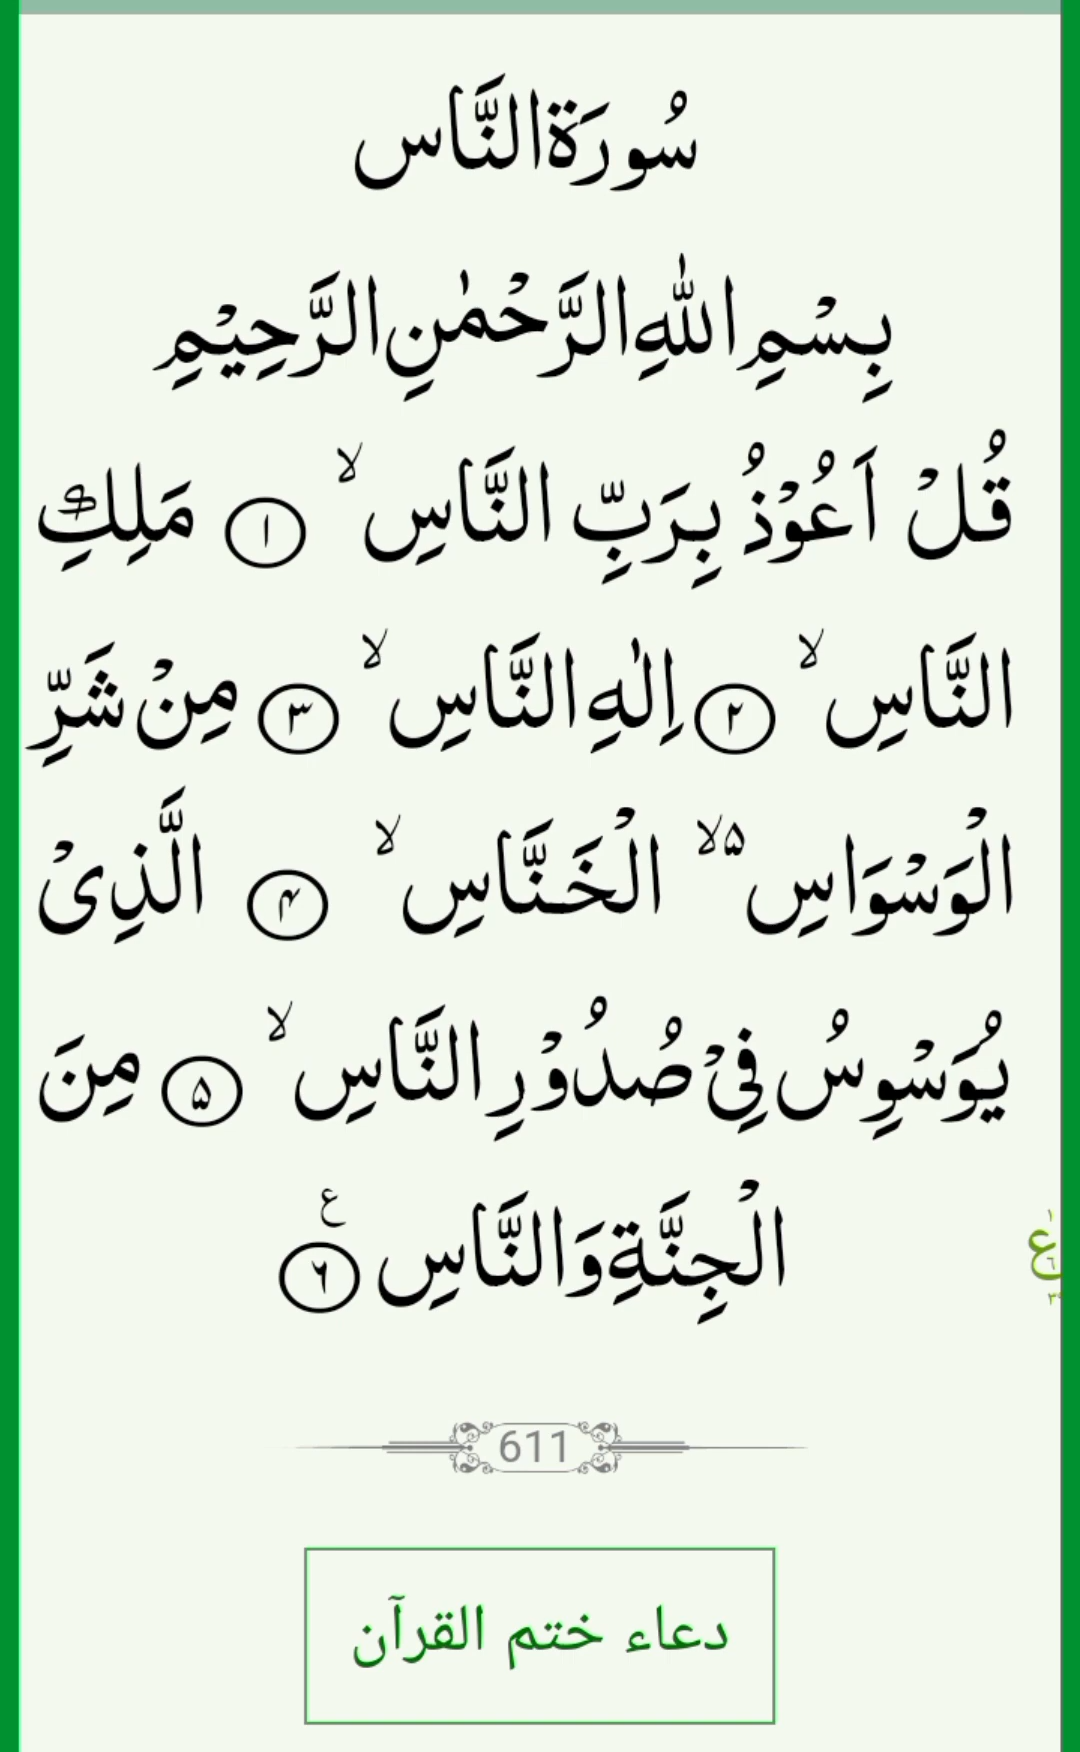 سُورَةُ النَّاس
بِسْمِ اللّٰهِ الرَّحْمٰنِ الرَّحِيْمِ
قُلْ اَعُوْذُ بِرَبِّ النَّاسِ ۙ ۱ مَلِكِ
النَّاسِ ۙ ۲ اِلٰهِ النَّاسِ ۙ ۳ مِنْ شَرِّ
الْوَسْوَاسِ ۵ۙ الْخَنَّاسِ ۙ ۴ الَّذِىْ
يُوَسْوِسُ فِىْ صُدُوْرِ النَّاسِ ۙ ۵ مِنَ
الْجِنَّةِ وَالنَّاسِ ع ۶
ع
611
دعاء ختم القرآن